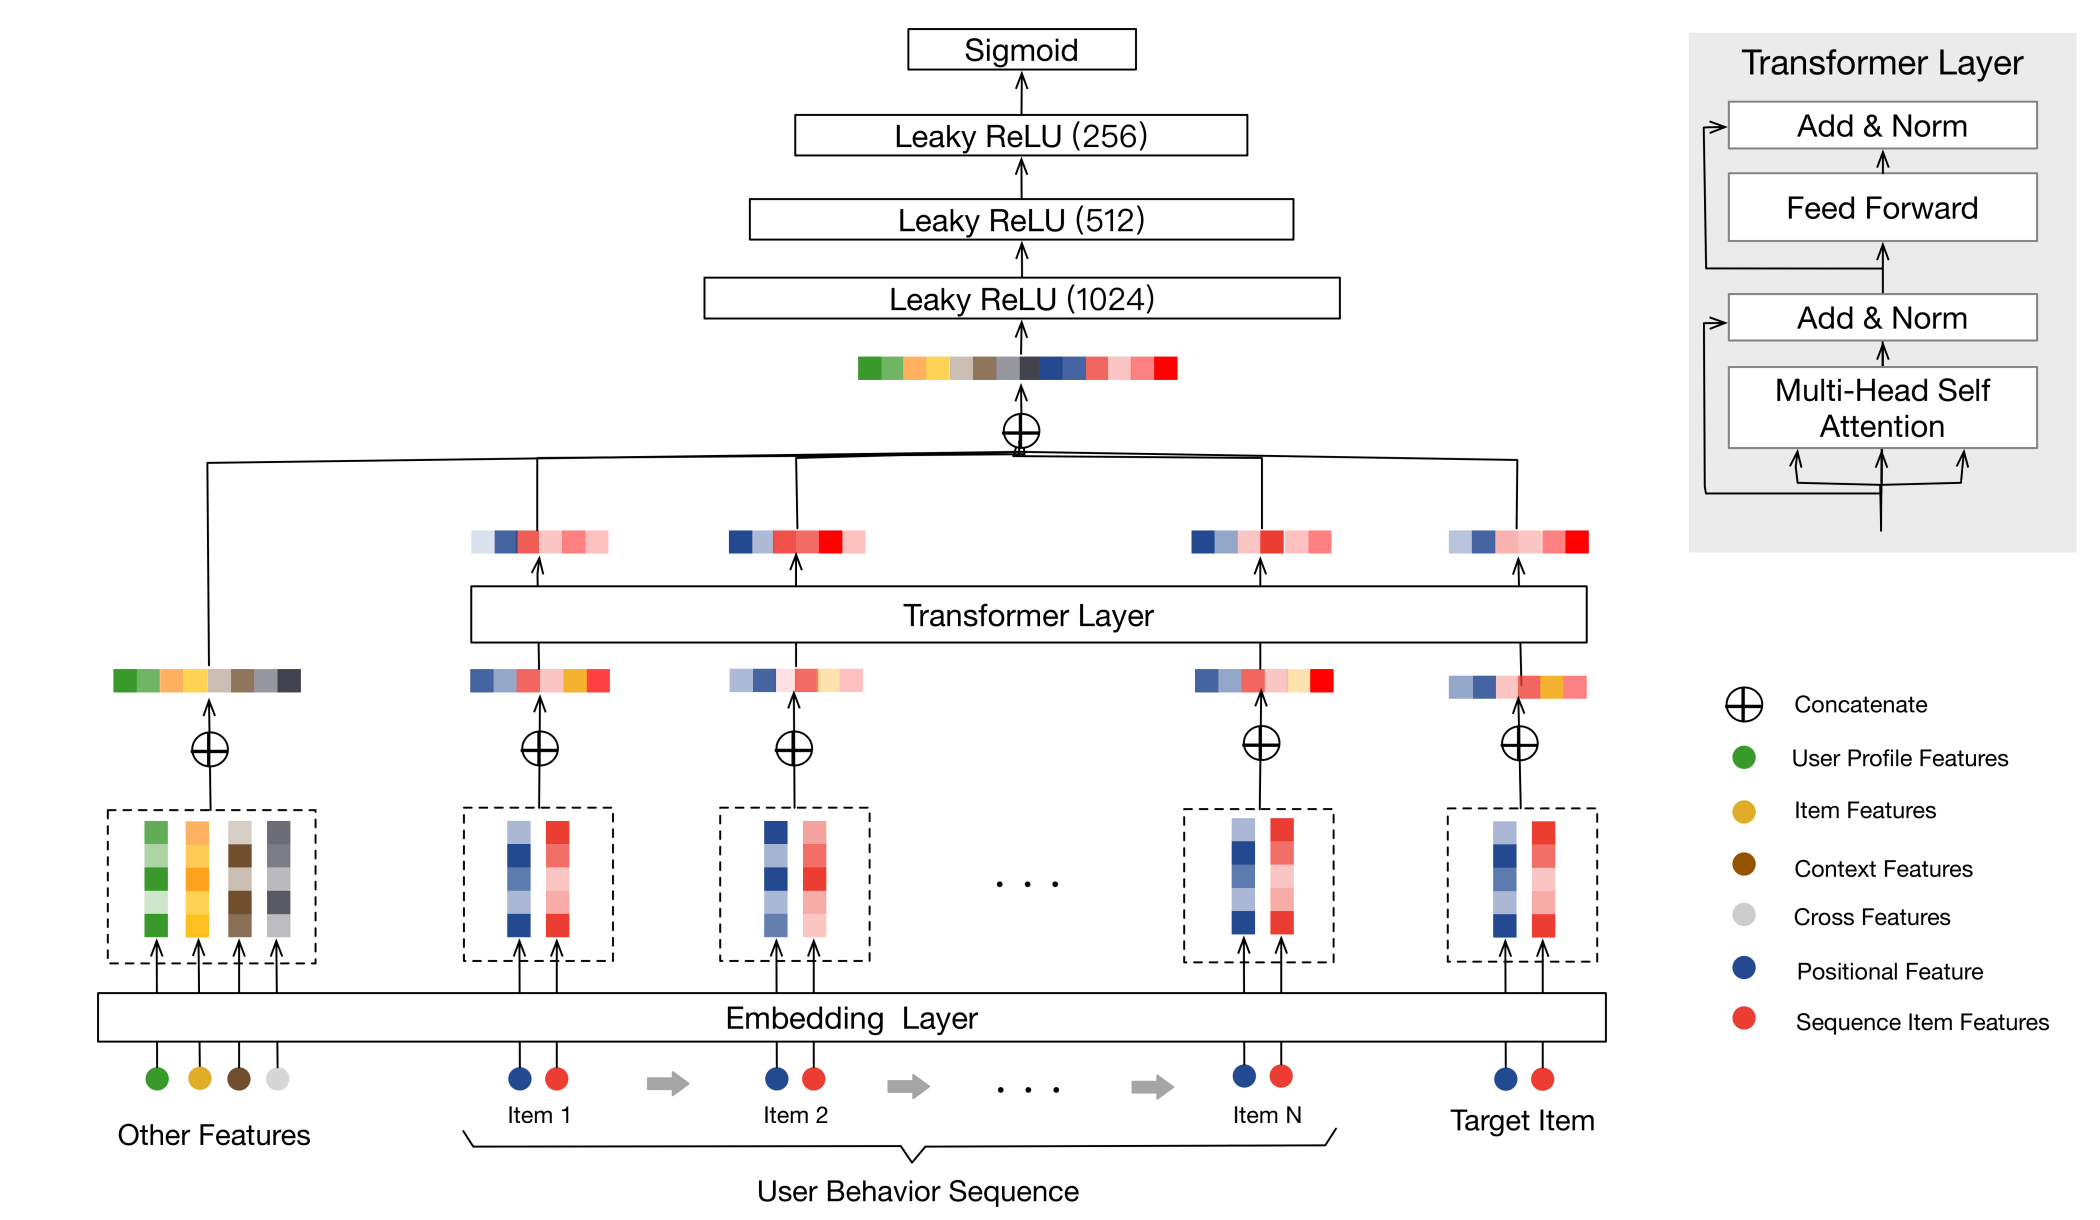 Sigmoid
Leaky ReLU (256)
Leaky ReLU (512)
Leaky ReLU (1024)
Transformer Layer
Embedding Layer
Item 1
Item 2
. . .
Item N
Other Features
Target Item
User Behavior Sequence
Transformer Layer
Add & Norm
Feed Forward
Add & Norm
Multi-Head Self
Attention
Concatenate
User Profile Features
Item Features
Context Features
Cross Features
Positional Feature
Sequence Item Features